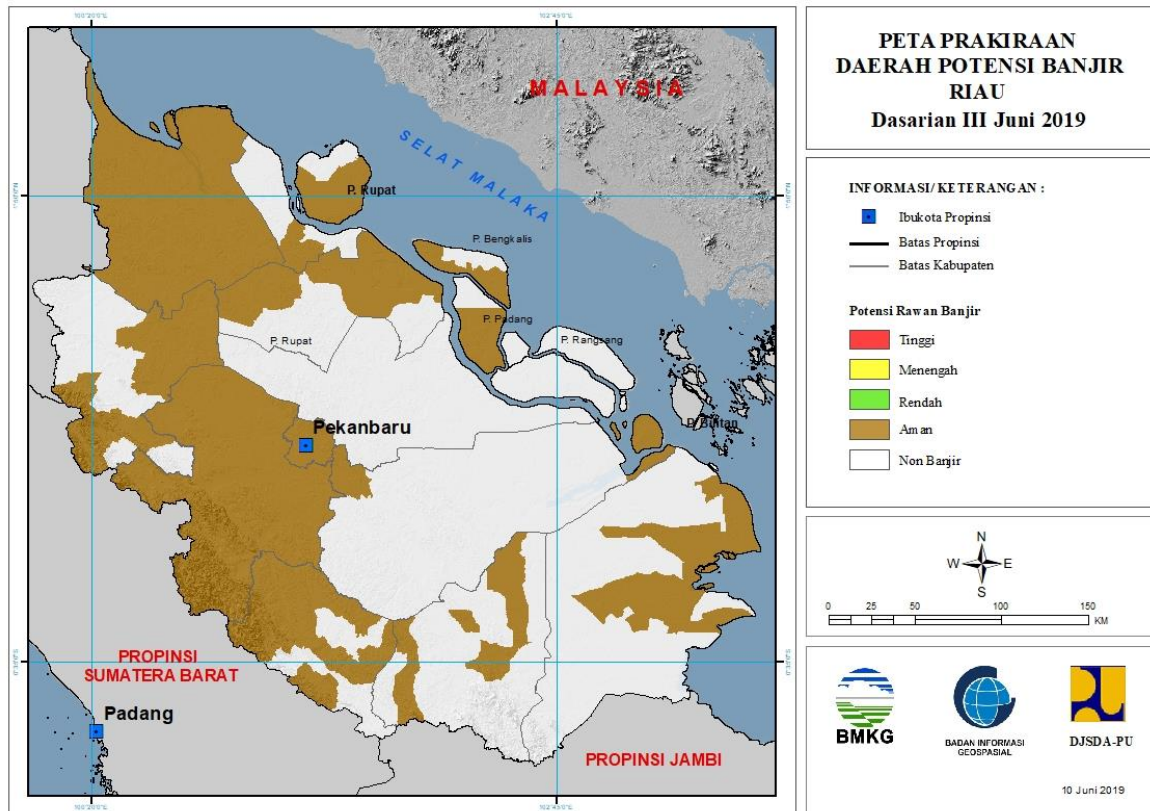 PETA PRAKIRAAN
DAERAH POTENSI BANJIR
RIAU
Dasarian III Juni 2019
INFORMASI/ KETERANGAN :
Ibukota Propinsi
Batas Propinsi
Batas Kabupaten
Potensi Rawan Banjir
Tinggi
Menengah
Rendah
Aman
Non Banjir
N
W E
S
0 25 50 100 150
KM
BMKG
BADAN INFORMASI
GEOSPASIAL
DJSDA-PU
10 Juni 2019
MALAYSIA
SELAT MALAKA
P. Rupat
P. Bengkalis
P. Padang
P. Rangsang
P. Rupat
P. Bintan
Pekanbaru
PROPINSI
SUMATERA BARAT
Padang
PROPINSI JAMBI